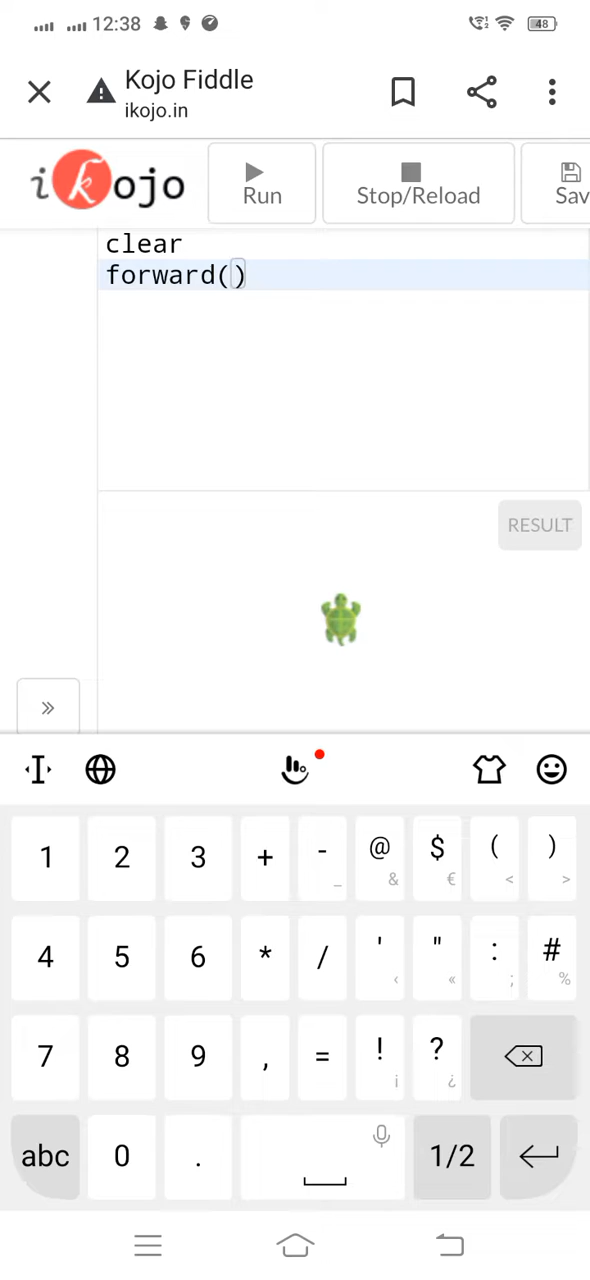 12:38 2 48
Kojo Fiddle
ikojo.in
ikojo
Run
Stop/Reload
Sav
clear
forward()
RESULT
»
1 2 3 + - _ @ & $ € ( < ) >
4 5 6 * / ' ‹ " « : ; # %
7 8 9 , = ! ¡ ? ¿
abc 0 . 1/2